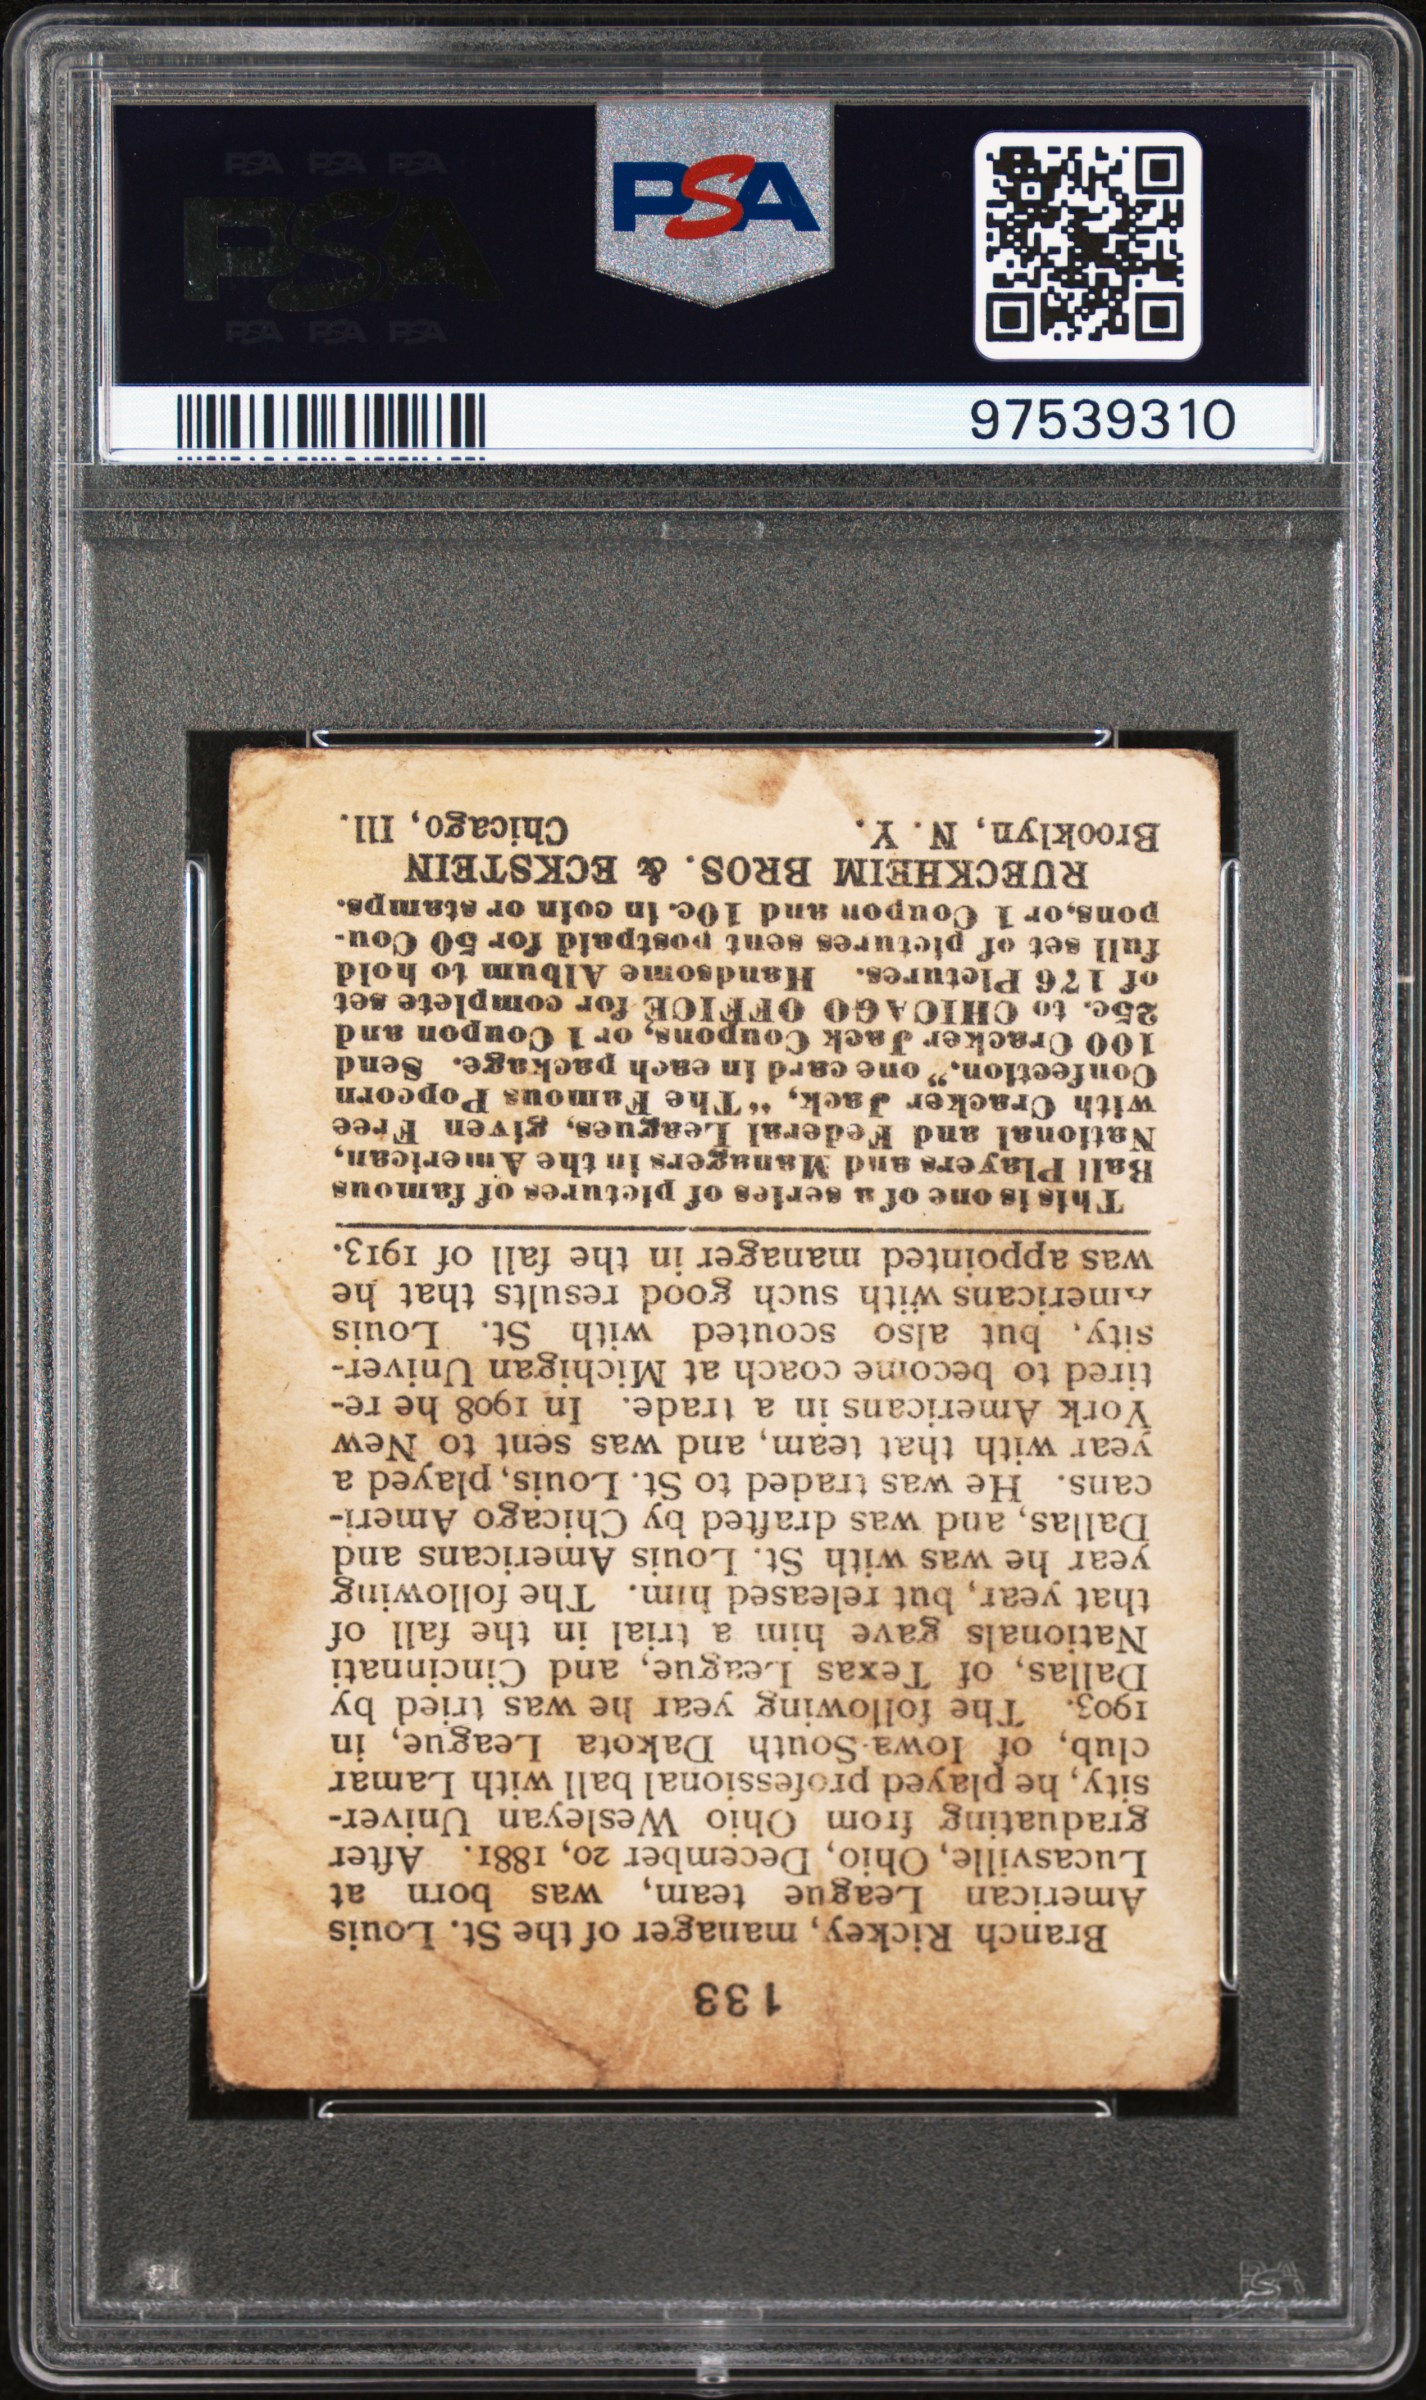 PSA PSA PSA
PSA
PSA PSA PSA
PSA
97539310
133
Branch Rickey, manager of the St. Louis
American League team, was born at
Lucasville, Ohio, December 20, 1881. After
graduating from Ohio Wesleyan Univer-
sity, he played professional ball with Lamar
club, of Iowa-South Dakota League, in
1903. The following year he was tried by
Dallas, of Texas League, and Cincinnati
Nationals gave him a trial in the fall of
that year, but released him. The following
year he was with St. Louis Americans and
Dallas, and was drafted by Chicago Ameri-
cans. He was traded to St. Louis, played a
year with that team, and was sent to New
York Americans in a trade. In 1908 he re-
tired to become coach at Michigan Univer-
sity, but also scouted with St. Louis
Americans with such good results that he
was appointed manager in the fall of 1913.
This is one of a series of pictures of famous
Ball Players and Managers in the American,
National and Federal Leagues, given Free
with Cracker Jack, "The Famous Popcorn
Confection," one card in each package. Send
100 Cracker Jack Coupons, or 1 Coupon and
25c. to CHICAGO OFFICE for complete set
of 176 Pictures. Handsome Album to hold
full set of pictures sent postpaid for 50 Cou-
pons, or 1 Coupon and 10c. in coin or stamps.
RUECKHEIM BROS. & ECKSTEIN
Brooklyn, N. Y. Chicago, Ill.
PSA